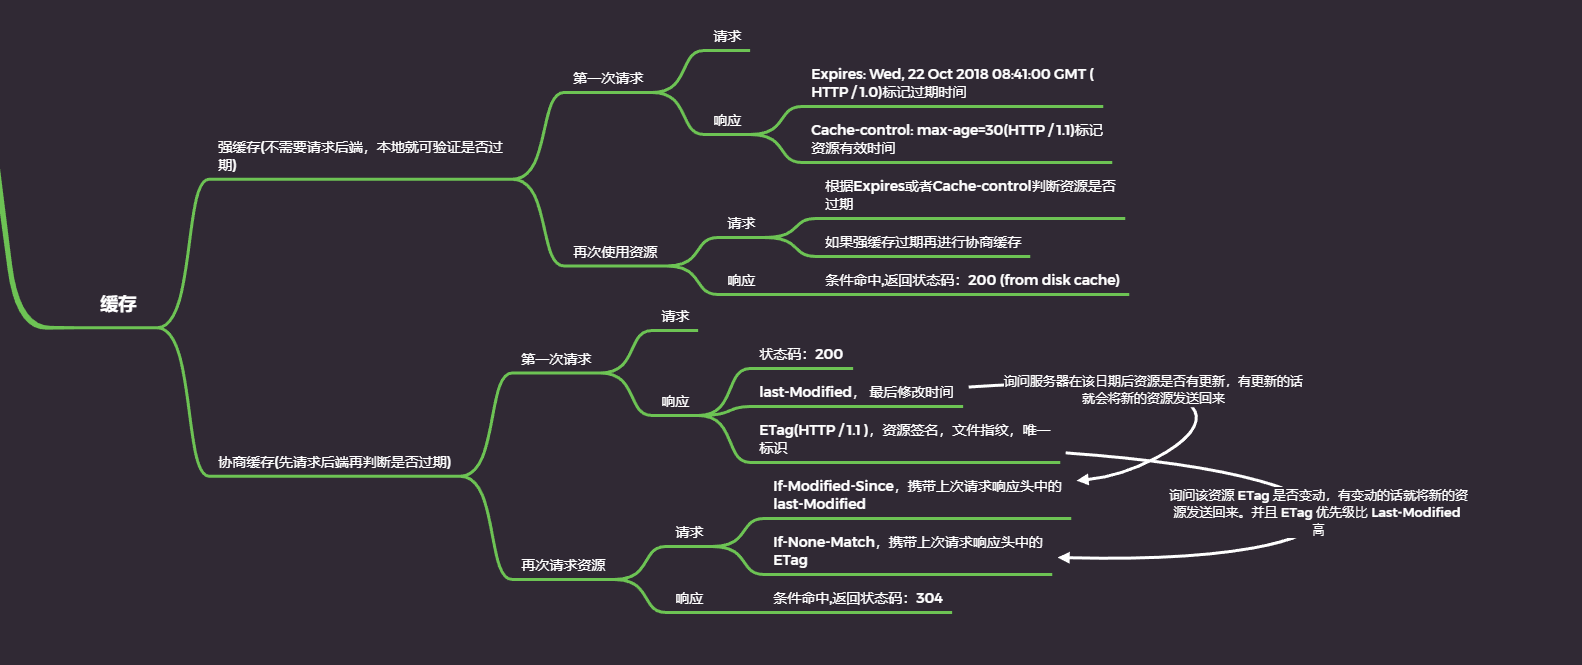 请求
第一次请求
Expires: Wed, 22 Oct 2018 08:41:00 GMT (
HTTP / 1.0)标记过期时间
响应
Cache-control: max-age=30(HTTP / 1.1)标记
资源有效时间
强缓存(不需要请求后端，本地就可验证是否过
期)
根据Expires或者Cache-control判断资源是否
过期
请求
如果强缓存过期再进行协商缓存
再次使用资源
响应
条件命中,返回状态码：200 (from disk cache)
缓存
请求
第一次请求
状态码：200
last-Modified， 最后修改时间
响应
ETag(HTTP / 1.1 )，资源签名，文件指纹，唯一
标识
询问服务器在该日期后资源是否有更新，有更新的话
就会将新的资源发送回来
协商缓存(先请求后端再判断是否过期)
If-Modified-Since，携带上次请求响应头中的
last-Modified
请求
If-None-Match，携带上次请求响应头中的
ETag
询问该资源 ETag 是否变动，有变动的话就将新的资
源发送回来。并且 ETag 优先级比 Last-Modified
高
再次请求资源
响应
条件命中,返回状态码：304